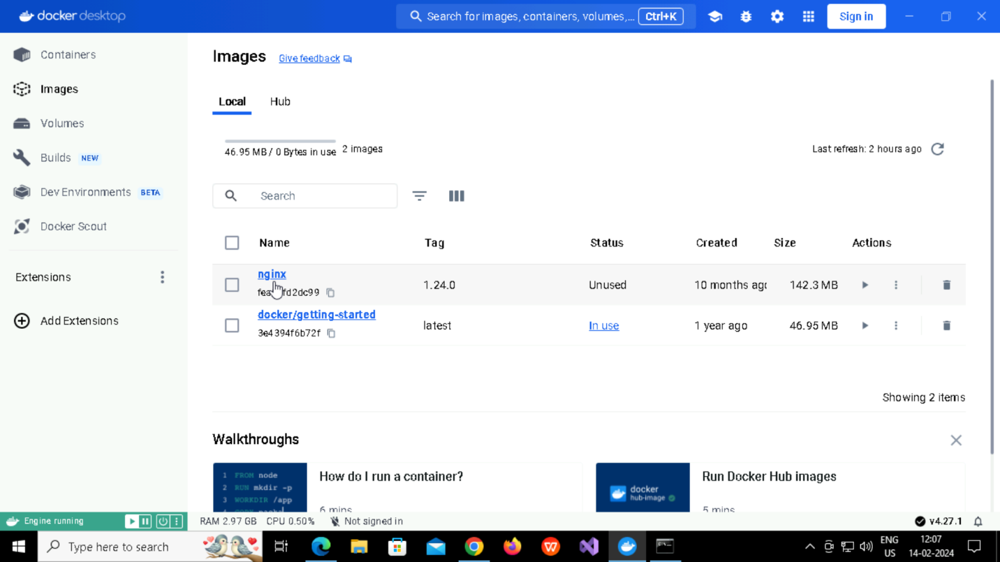 docker desktop
Search for images, containers, volumes,... Ctrl+K
Sign in
Containers
Images
Volumes
Builds NEW
Dev Environments BETA
Docker Scout
Extensions
Add Extensions
Images Give feedback
Local Hub
46.95 MB / 0 Bytes in use 2 images
Last refresh: 2 hours ago
Search
Name Tag Status Created Size Actions
nginx
1.24.0 Unused 10 months ago 142.3 MB
docker/getting-started
latest In use 1 year ago 46.95 MB
3e4394f6b72f
Showing 2 items
Walkthroughs
1 FROM node
2 RUN mkdir -p
3 WORKDIR /app
How do I run a container?
6 mins
docker
hub-image
Run Docker Hub images
5 mins
Engine running
RAM 2.97 GB CPU 0.50% Not signed in
v4.27.1
Type here to search
ENG
US
12:07
14-02-2024